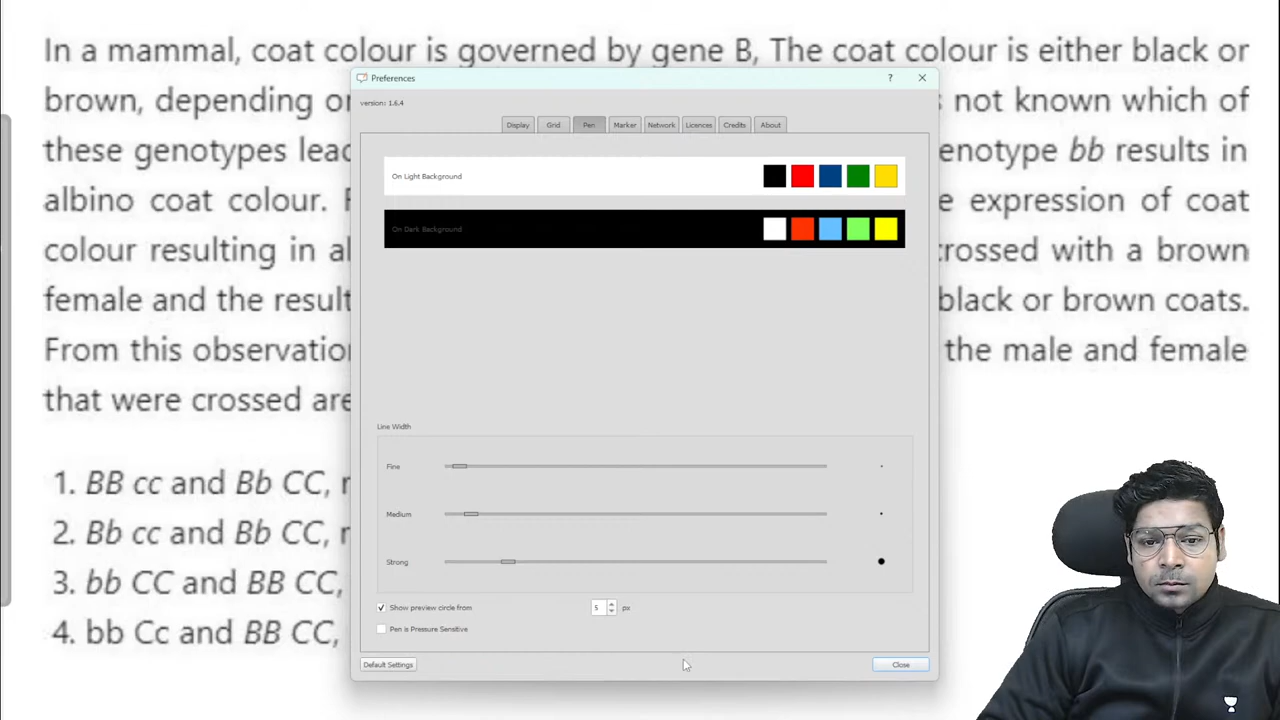 In a mammal, coat colour is governed by gene B, The coat colour is either black or
brown, depending or
not known which of
these genotypes lead
enotype bb results in
albino coat colour. F
e expression of coat
colour resulting in al
crossed with a brown
female and the result
black or brown coats.
From this observation
the male and female
that were crossed are
1. BB cc and Bb CC, r
2. Bb cc and Bb CC, r
3. bb CC and BB CC,
4. bb Cc and BB CC,
Preferences
?
version: 1.6.4
Display Grid Pen Marker Network Licences Credits About
On Light Background
On Dark Background
Line Width
Fine
Medium
Strong
Show preview circle from 5 px
Pen is Pressure Sensitive
Default Settings Close